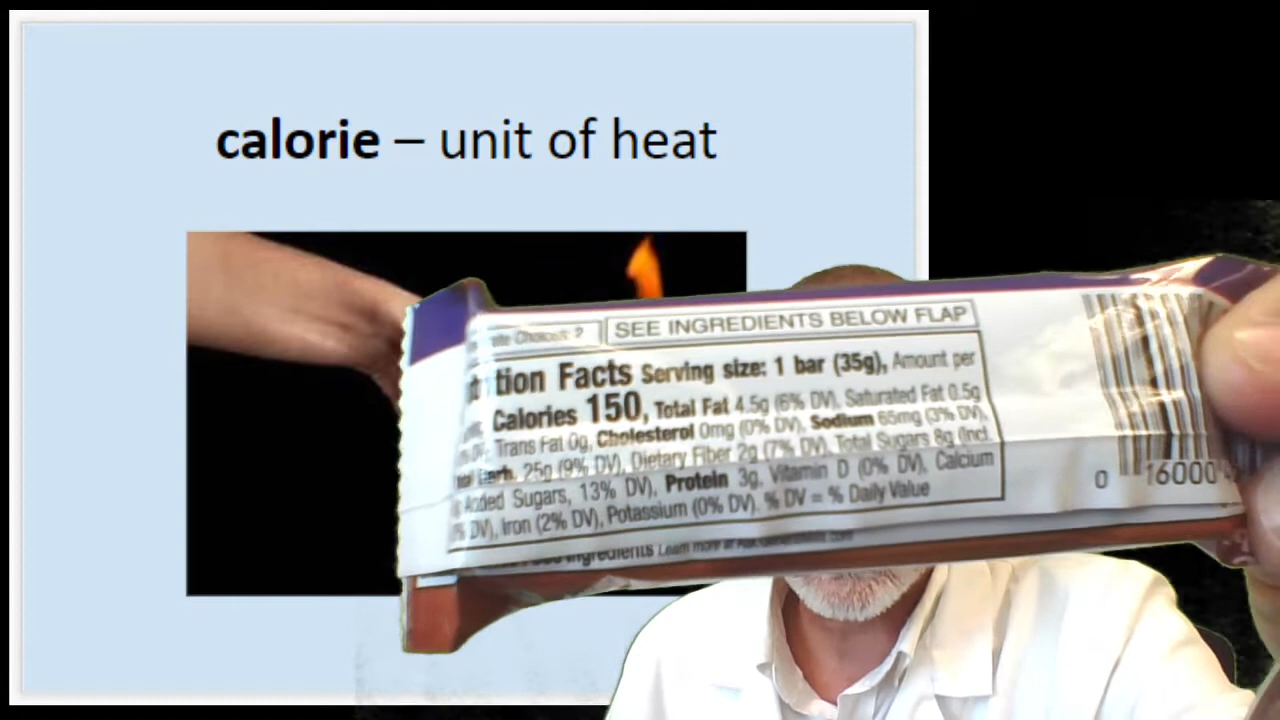 calorie – unit of heat
SEE INGREDIENTS BELOW FLAP
tion Facts Serving size: 1 bar (35g), Amount per
Calories 150, Total Fat 4.5g (6% DV), Saturated Fat 0.5g
Trans Fat 0g, Cholesterol 0mg (0% DV), Sodium 65mg (3% DV),
25g (9% DV), Dietary Fiber 2g (7% DV), Total Sugars 8g (Incl.
Added Sugars, 13% DV), Protein 3g, Vitamin D (0% DV), Calcium
% DV), Iron (2% DV), Potassium (0% DV). % DV = % Daily Value
Ingredients Learn more at
0 16000